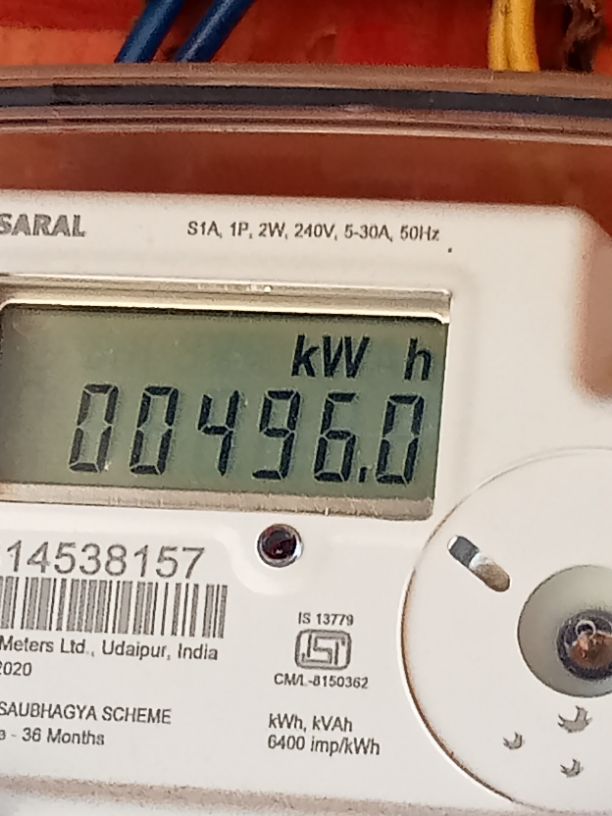 SARAL
S1A, 1P, 2W, 240V, 5-30A, 50Hz
kW h
00496.0
14538157
Meters Ltd., Udaipur, India
2020
IS 13779
ISI
CM/L-8150362
SAUBHAGYA SCHEME
- 36 Months
kWh, kVAh
6400 imp/kWh